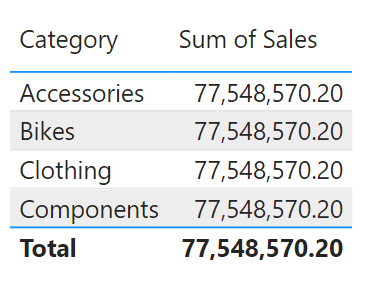 Category Sum of Sales
Accessories 77,548,570.20
Bikes 77,548,570.20
Clothing 77,548,570.20
Components 77,548,570.20
Total 77,548,570.20